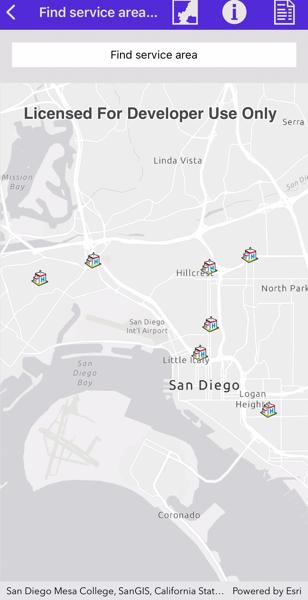 Find service area...
Find service area
Licensed For Developer Use Only
Serra
Linda Vista
Mission
Bay
San Di
Hillcrest
North Park
San Diego
Int'l Airport
Little Italy
San
Diego
Bay
San Diego
Logan
Heights
Coronado
San Diego Mesa College, SanGIS, California Stat... Powered by Esri